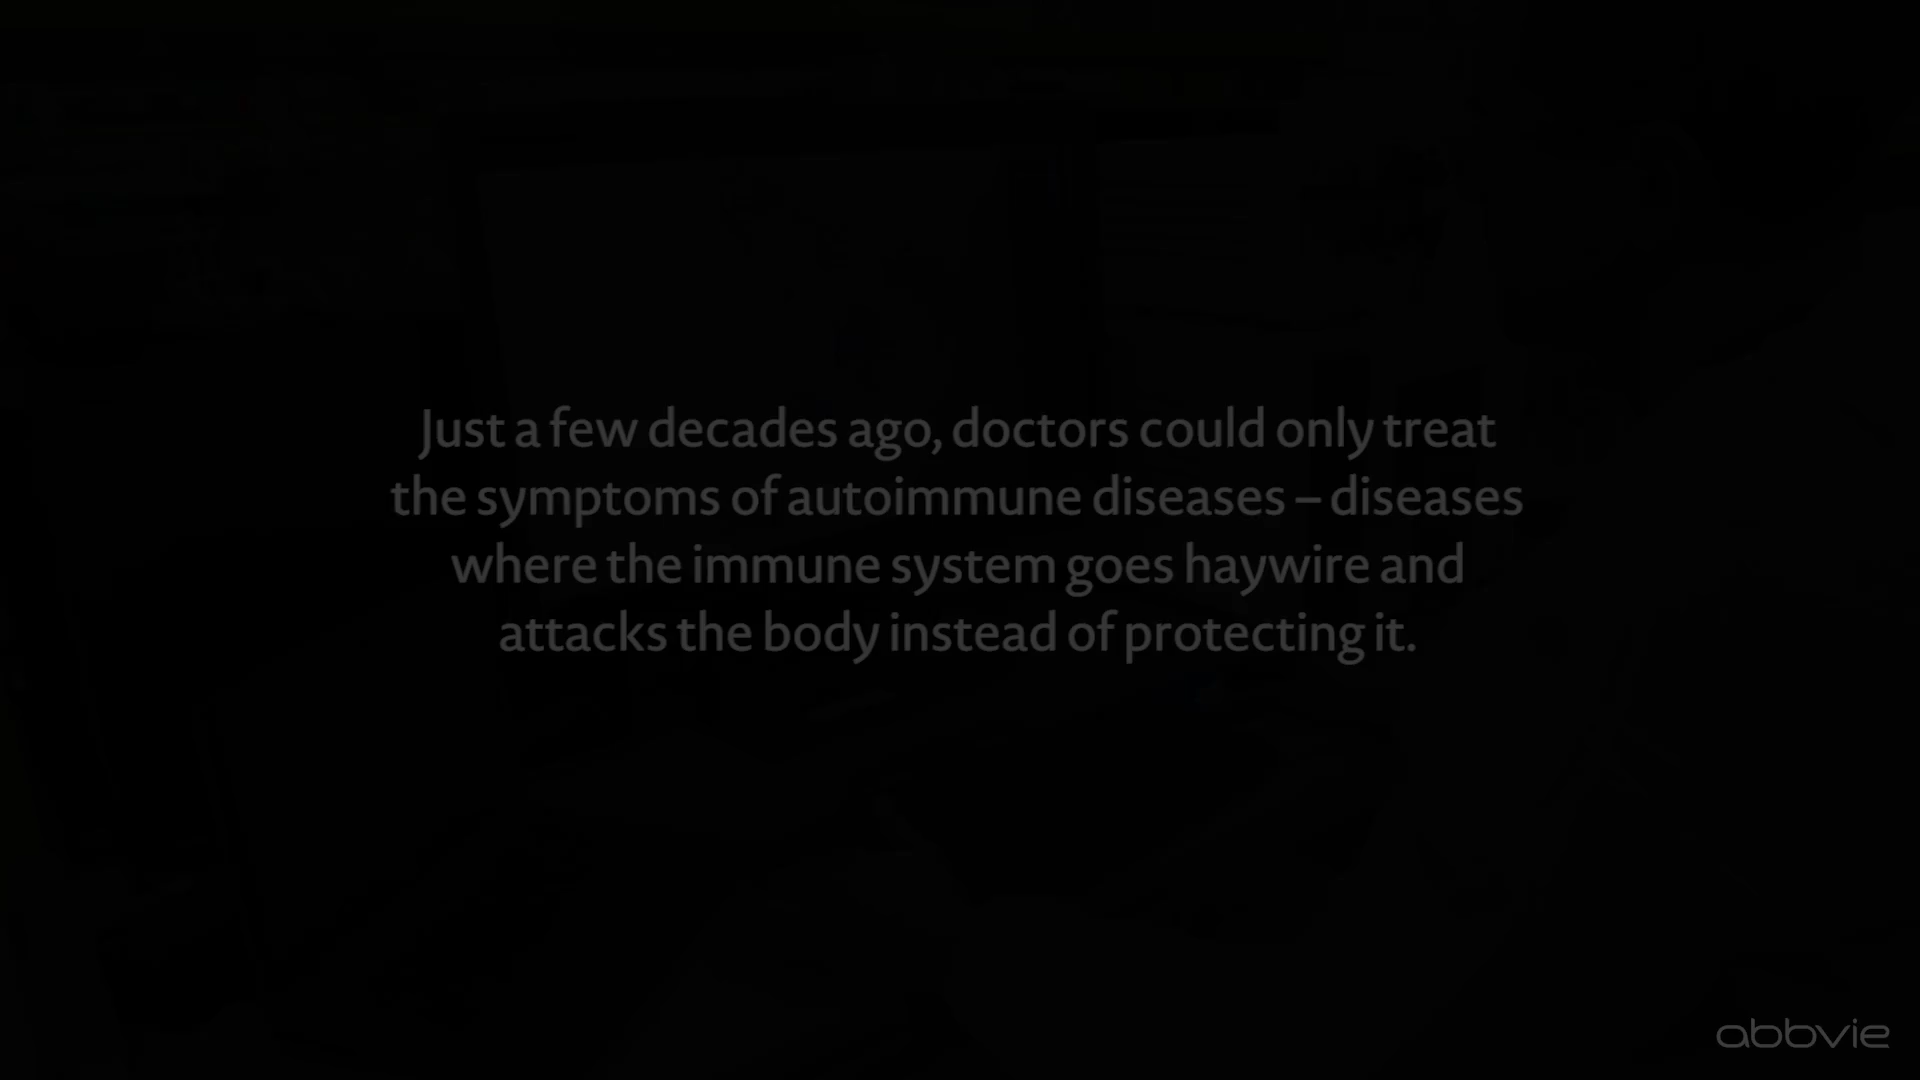 Just a few decades ago, doctors could only treat
the symptoms of autoimmune diseases – diseases
where the immune system goes haywire and
attacks the body instead of protecting it.
abbvie